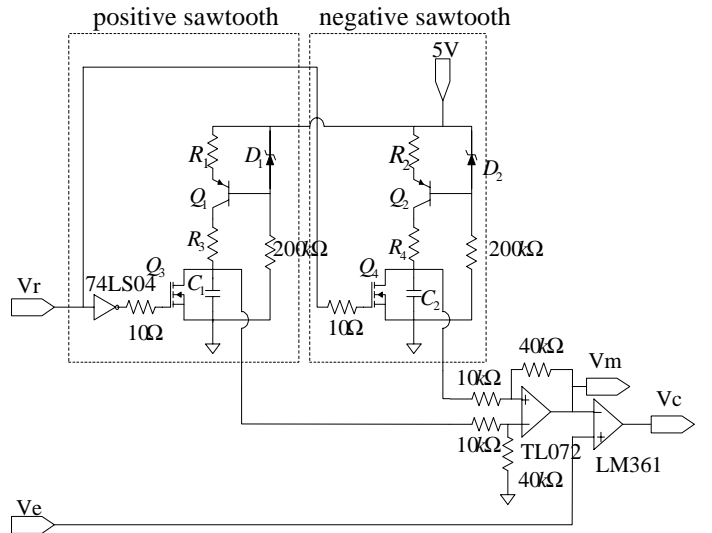 positive sawtooth
negative sawtooth
5V
R1
D1
R2
D2
Q1
Q2
R3
200kΩ
R4
200kΩ
Q3
74LS04
C1
Q4
C2
Vr
10Ω
10Ω
40kΩ
10kΩ
Vm
+
−
−
Vc
10kΩ
+
TL072
LM361
40kΩ
Ve